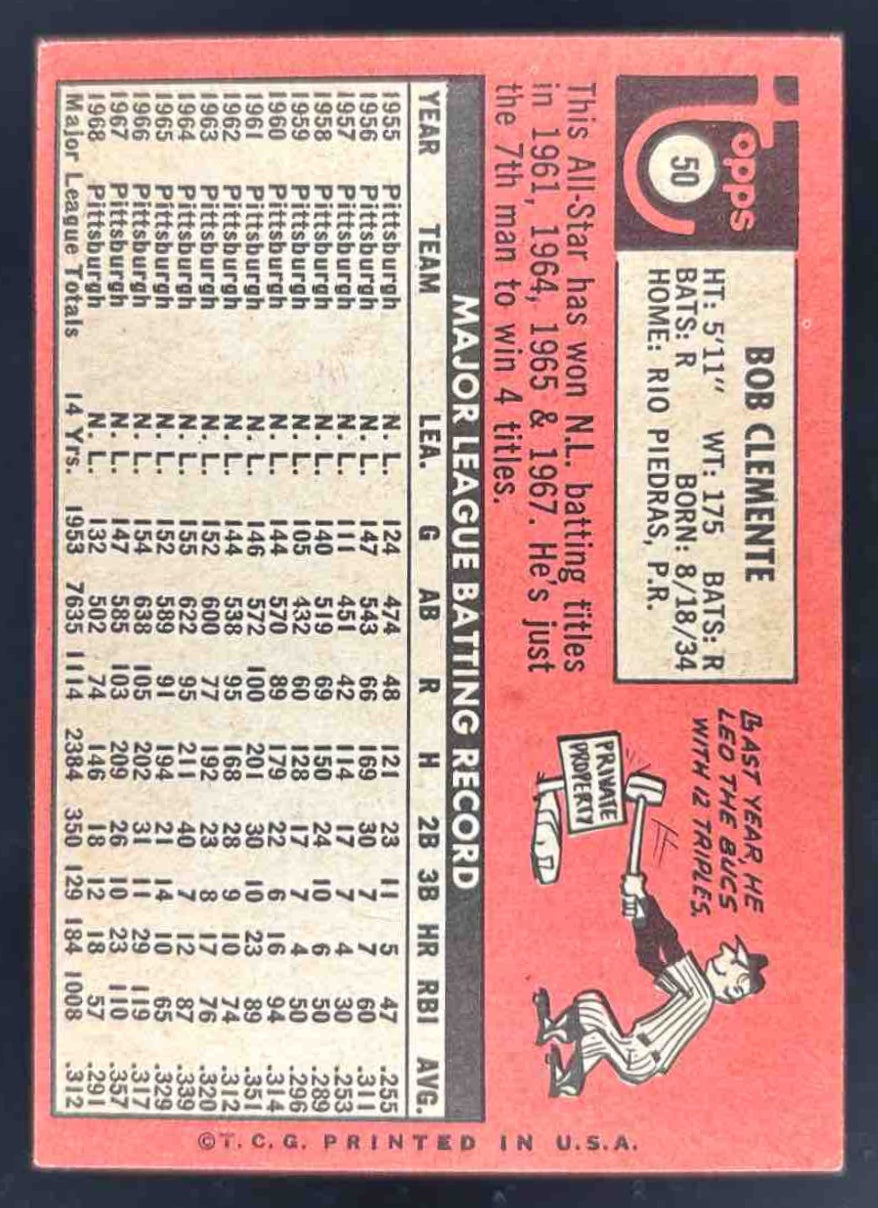 Topps
50
BOB CLEMENTE
HT: 5'11" WT: 175 BATS: R
BATS: R BORN: 8/18/34
HOME: RIO PIEDRAS, P.R.
This All-Star has won N.L. batting titles
in 1961, 1964, 1965 & 1967. He's just
the 7th man to win 4 titles.
LAST YEAR, HE
LED THE BUCS
WITH 12 TRIPLES.
PRIVATE
PROPERTY
MAJOR LEAGUE BATTING RECORD
YEAR TEAM LEA. G AB R H 2B 3B HR RBI AVG.
1955 Pittsburgh N. L. 124 474 48 121 23 11 5 47 .255
1956 Pittsburgh N. L. 147 543 66 169 30 7 7 60 .311
1957 Pittsburgh N. L. 111 451 42 114 17 7 4 30 .253
1958 Pittsburgh N. L. 140 519 69 150 24 10 6 50 .289
1959 Pittsburgh N. L. 105 432 60 128 17 7 4 50 .296
1960 Pittsburgh N. L. 144 570 89 179 22 6 16 94 .314
1961 Pittsburgh N. L. 146 572 100 201 30 10 23 89 .351
1962 Pittsburgh N. L. 144 538 95 168 28 9 10 74 .312
1963 Pittsburgh N. L. 152 600 77 192 23 8 17 76 .320
1964 Pittsburgh N. L. 155 622 95 211 40 7 12 87 .339
1965 Pittsburgh N. L. 152 589 91 194 21 14 10 65 .329
1966 Pittsburgh N. L. 154 638 105 202 31 11 29 119 .317
1967 Pittsburgh N. L. 147 585 103 209 26 10 23 110 .357
1968 Pittsburgh N. L. 132 502 74 146 18 12 18 57 .291
Major League Totals 14 Yrs. 1953 7635 1114 2384 350 129 184 1008 .312
©T. C. G. PRINTED IN U.S.A.